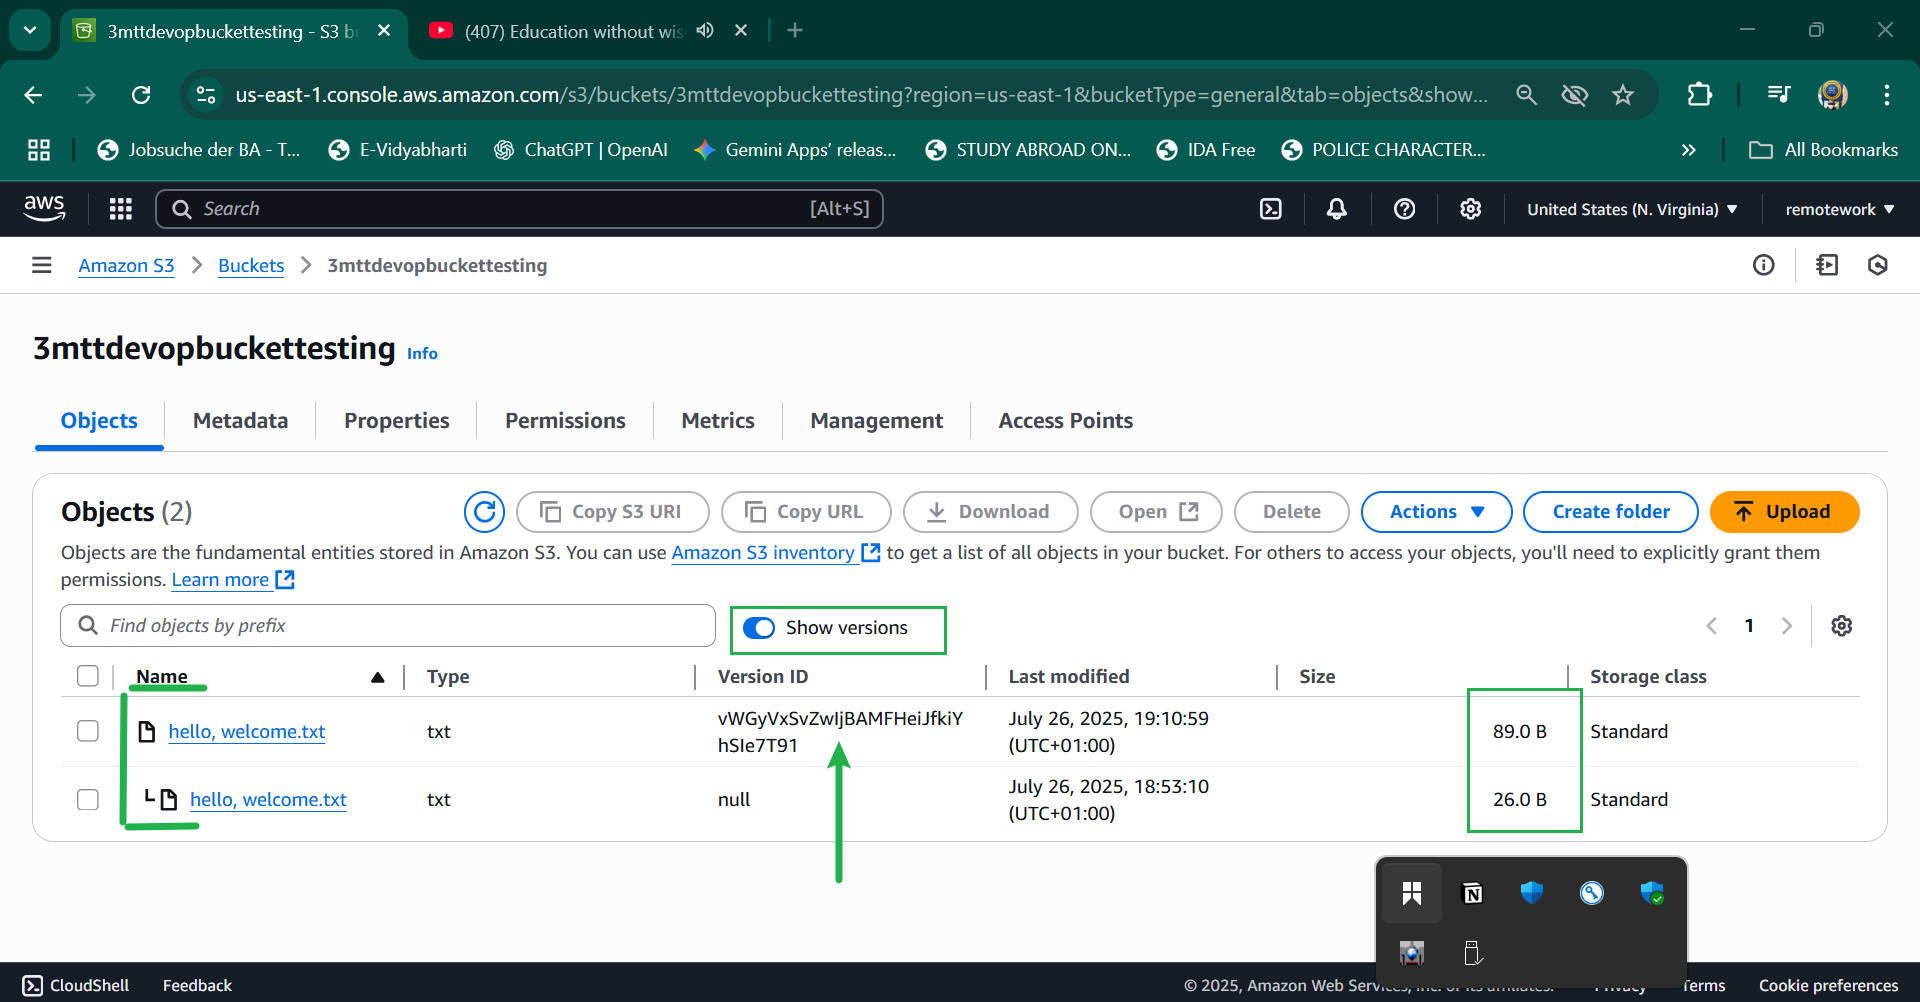 3mttdevopbuckettesting - S3 b
(407) Education without wis
us-east-1.console.aws.amazon.com/s3/buckets/3mttdevopbuckettesting?region=us-east-1&bucketType=general&tab=objects&show...
Jobsuche der BA - T...
E-Vidyabharti
ChatGPT | OpenAI
Gemini Apps' releas...
STUDY ABROAD ON...
IDA Free
POLICE CHARACTER...
All Bookmarks
aws
Search
[Alt+S]
United States (N. Virginia)
remotework
Amazon S3
Buckets
3mttdevopbuckettesting
3mttdevopbuckettesting Info
Objects
Metadata
Properties
Permissions
Metrics
Management
Access Points
Objects (2)
Copy S3 URI
Copy URL
Download
Open
Delete
Actions
Create folder
Upload
Objects are the fundamental entities stored in Amazon S3. You can use Amazon S3 inventory to get a list of all objects in your bucket. For others to access your objects, you'll need to explicitly grant them
permissions. Learn more
Find objects by prefix
Show versions
1
Name
Type
Version ID
Last modified
Size
Storage class
hello, welcome.txt
txt
vWGyVxSvZwIjBAMFHeiJfkiY
hSIe7T91
July 26, 2025, 19:10:59
(UTC+01:00)
89.0 B
Standard
hello, welcome.txt
txt
null
July 26, 2025, 18:53:10
(UTC+01:00)
26.0 B
Standard
N
CloudShell
Feedback
© 2025, Amazon Web Services, Inc. or its affiliates.
Privacy
Terms
Cookie preferences